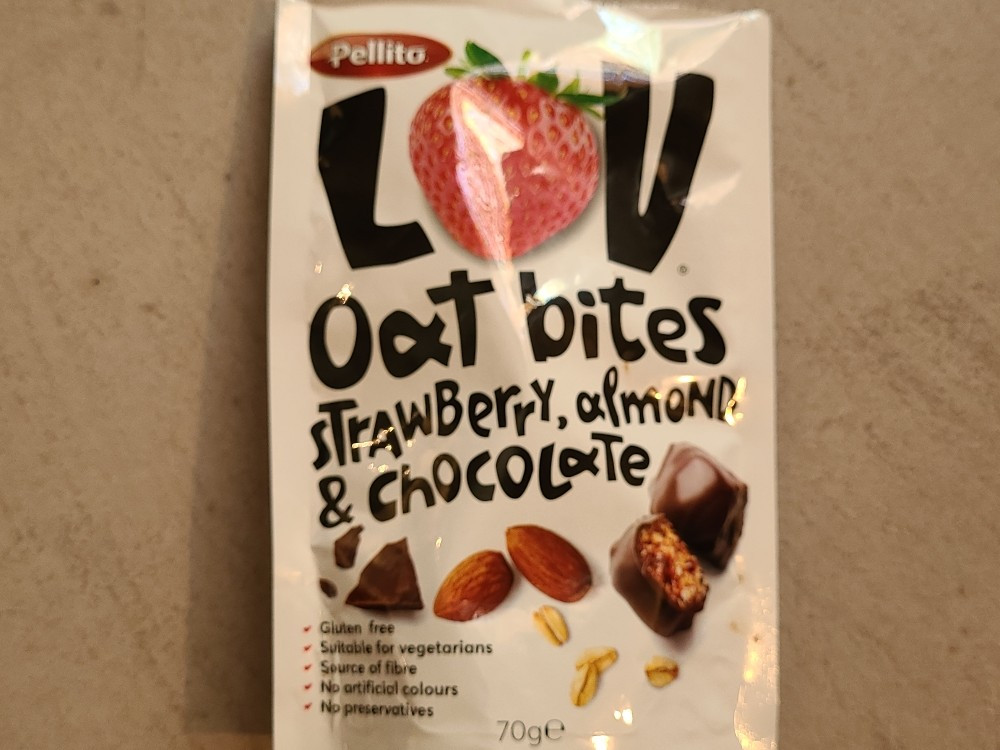 Pellito
LOV
Oat bites
STrAWBerrY, almOND
& cHOCOLaTe
Gluten free
Suitable for vegetarians
Source of fibre
No artificial colours
No preservatives
70g℮